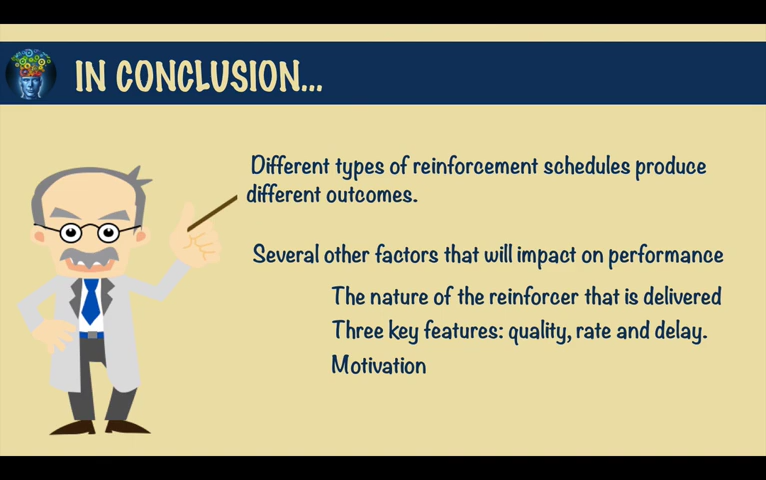 IN CONCLUSION...
Different types of reinforcement schedules produce
different outcomes.
Several other factors that will impact on performance
The nature of the reinforcer that is delivered
Three key features: quality, rate and delay.
Motivation